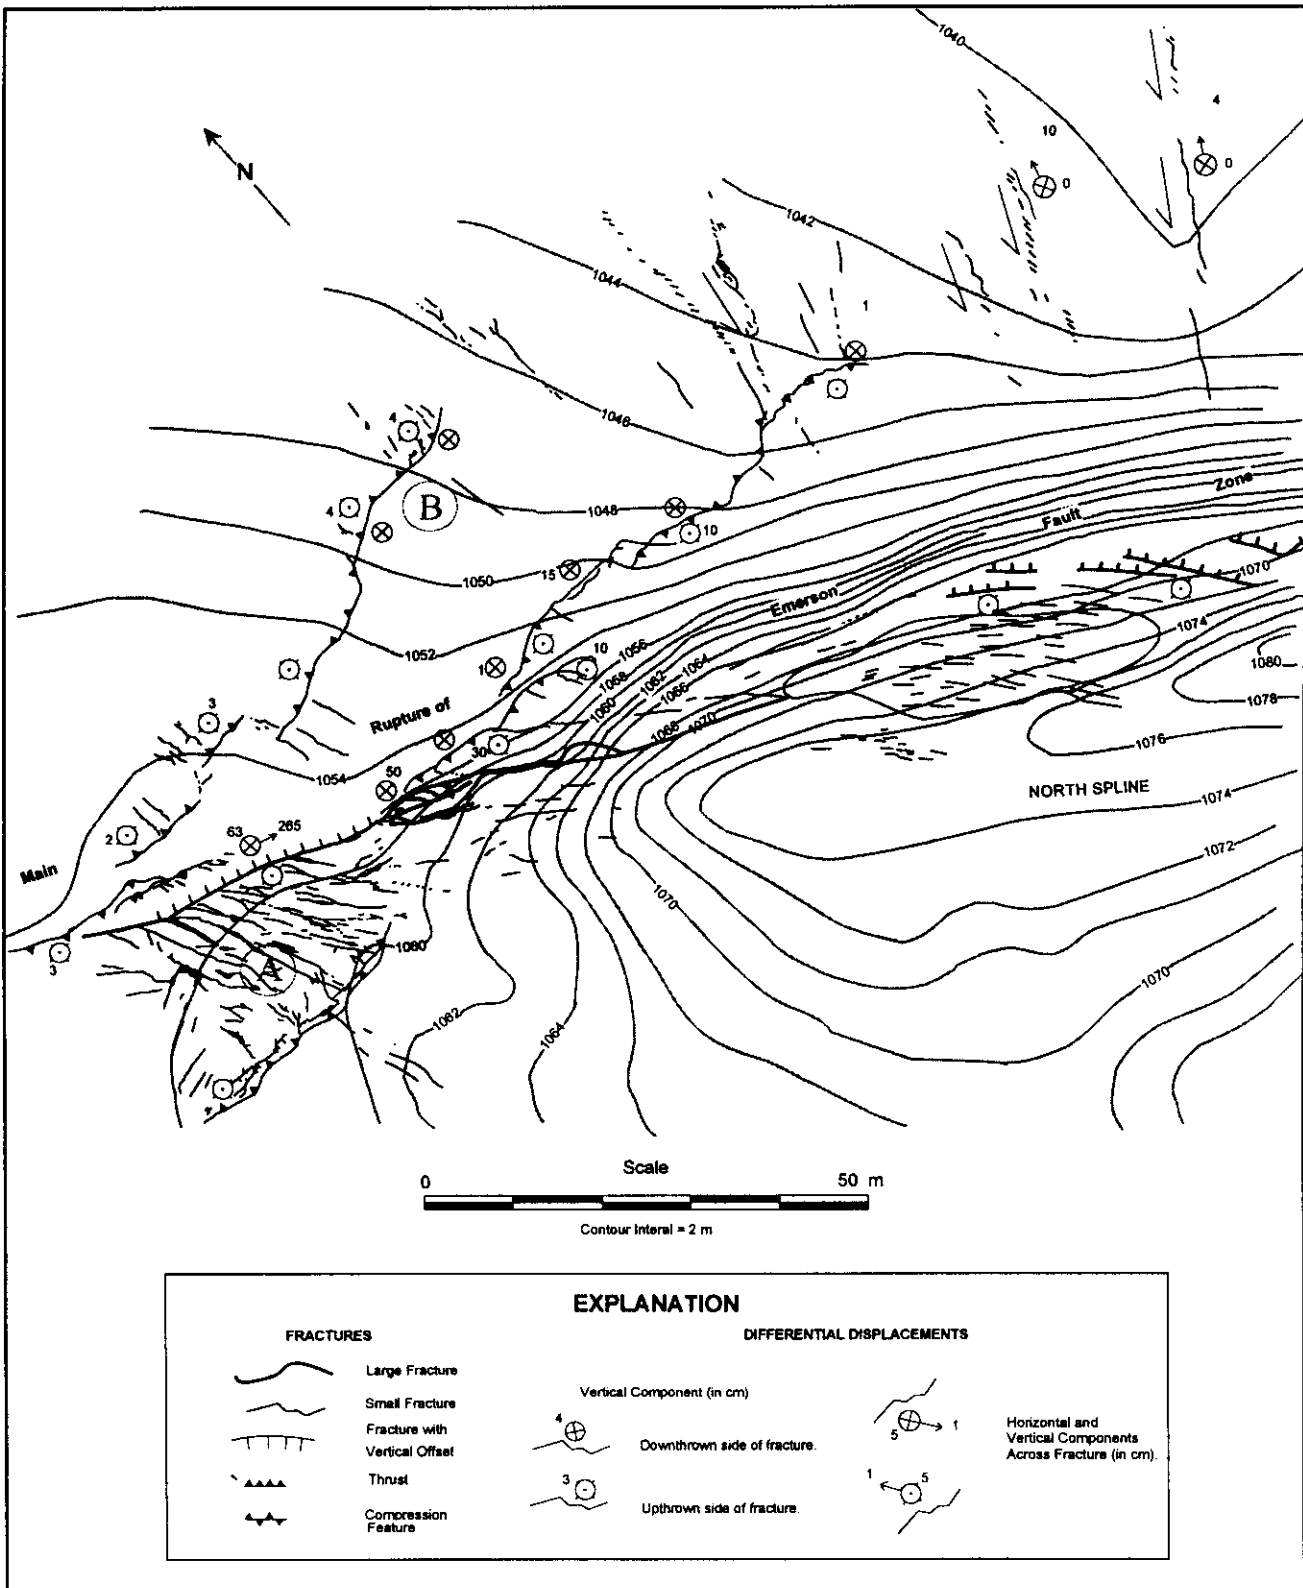 1040
4
10
0
0
N
1042
1044
1
1046
4
B
Zone
4
1048
Fault
10
15
1050
1070
Emerson
1074
10
1052
1056
1064
1
1062
1058
1066
1080
1060
1078
3
Rupture of
1068
1070
1076
30
1054
50
NORTH SPLINE
1074
63
265
2
1072
Main
1070
1060
3
A
1070
1062
1064
4
Scale
0
50 m
Contour Interal = 2 m
EXPLANATION
FRACTURES
DIFFERENTIAL DISPLACEMENTS
Large Fracture
Small Fracture
Vertical Component (in cm)
Fracture with
Vertical Offset
4
Downthrown side of fracture.
5
1
Horizontal and
Vertical Components
Across Fracture (in cm).
Thrust
3
Upthrown side of fracture.
1
5
Compression
Feature